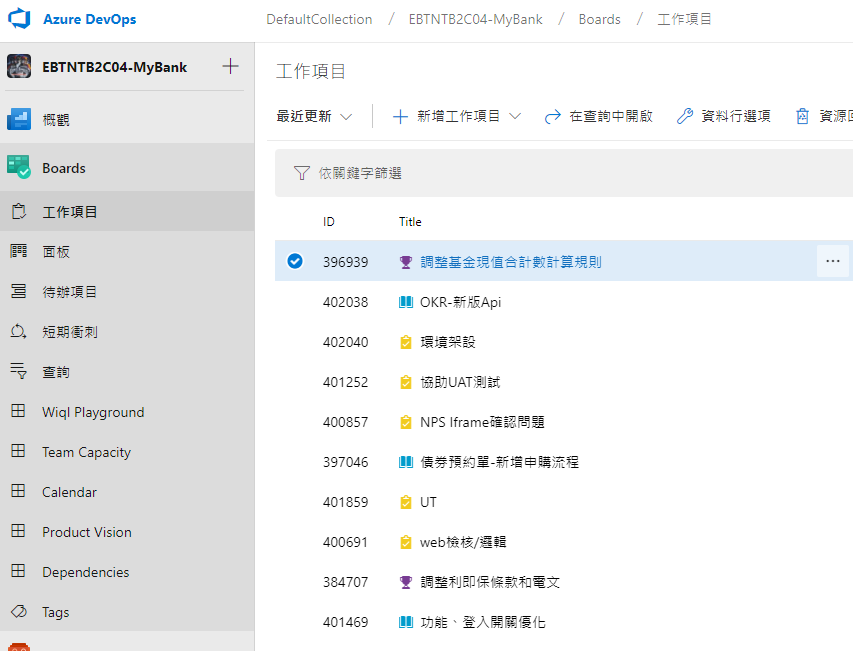 Azure DevOps
DefaultCollection / EBTNTB2C04-MyBank / Boards / 工作項目
EBTNTB2C04-MyBank
概觀
Boards
工作項目
面板
待辦項目
短期衝刺
查詢
Wiql Playground
Team Capacity
Calendar
Product Vision
Dependencies
Tags
工作項目
最近更新 新增工作項目 在查詢中開啟 資料行選項 資源回
依關鍵字篩選
ID Title
396939 調整基金現值合計數計算規則
402038 OKR-新版Api
402040 環境架設
401252 協助UAT測試
400857 NPS Iframe確認問題
397046 債券預約單-新增申購流程
401859 UT
400691 web檢核/邏輯
384707 調整利即保條款和電文
401469 功能、登入開關優化